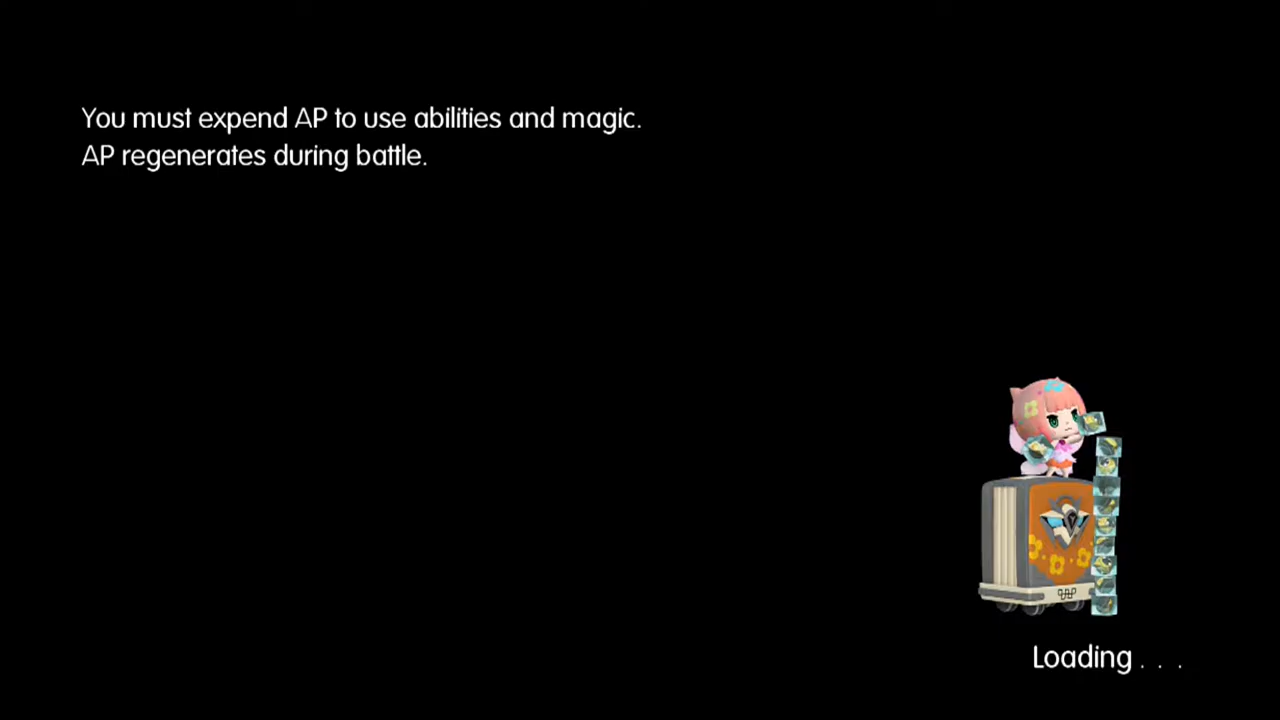 You must expend AP to use abilities and magic.
AP regenerates during battle.
Loading . . .